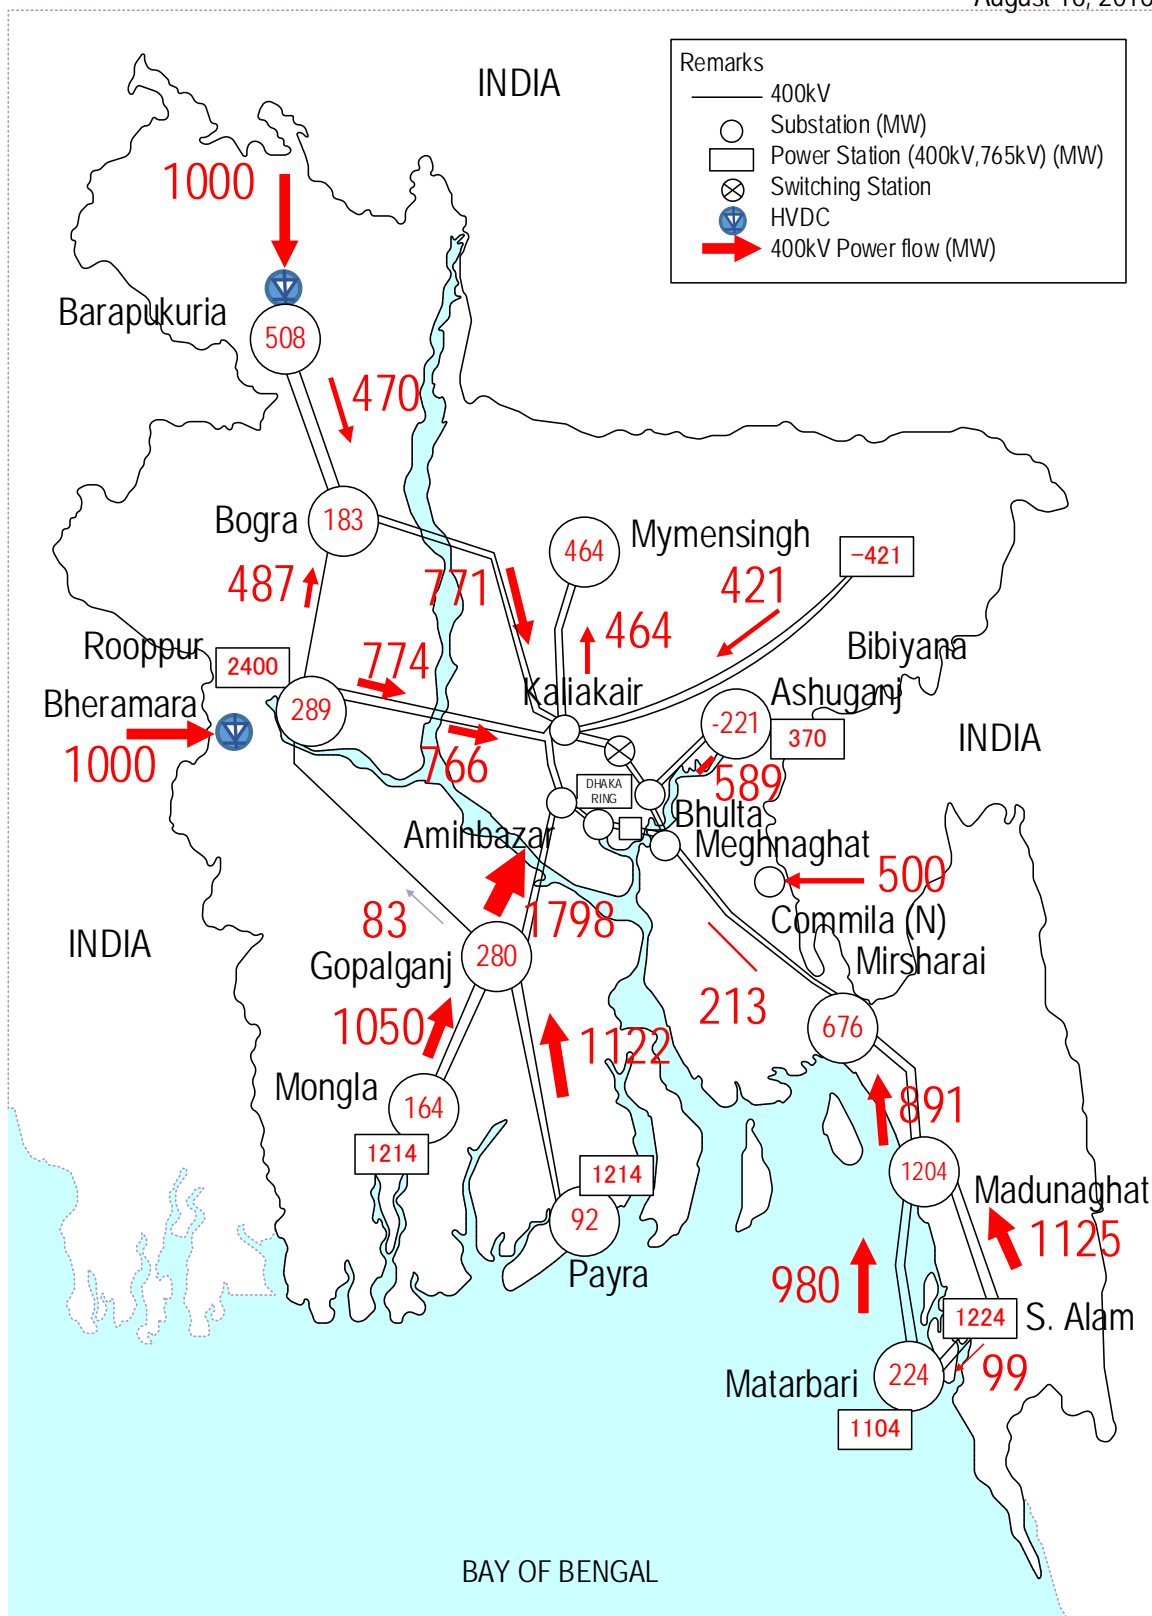 INDIA
Remarks
400kV
Substation (MW)
Power Station (400kV,765kV) (MW)
Switching Station
HVDC
400kV Power flow (MW)
1000
Barapukuria
508
470
Bogra
183
464
Mymensingh
-421
487
771
421
Rooppur
2400
774
464
Bibiyana
Kaliakair
Ashuganj
Bheramara
289
-221
370
INDIA
1000
766
DHAKA
RING
589
Bhulta
Aminbazar
Meghnaghat
500
83
1798
Commila (N)
INDIA
Gopalganj
280
Mirsharai
1050
213
676
1122
Mongla
164
891
1214
1214
1204
Madunaghat
92
1125
Payra
980
1224
S. Alam
Matarbari
224
99
1104
BAY OF BENGAL